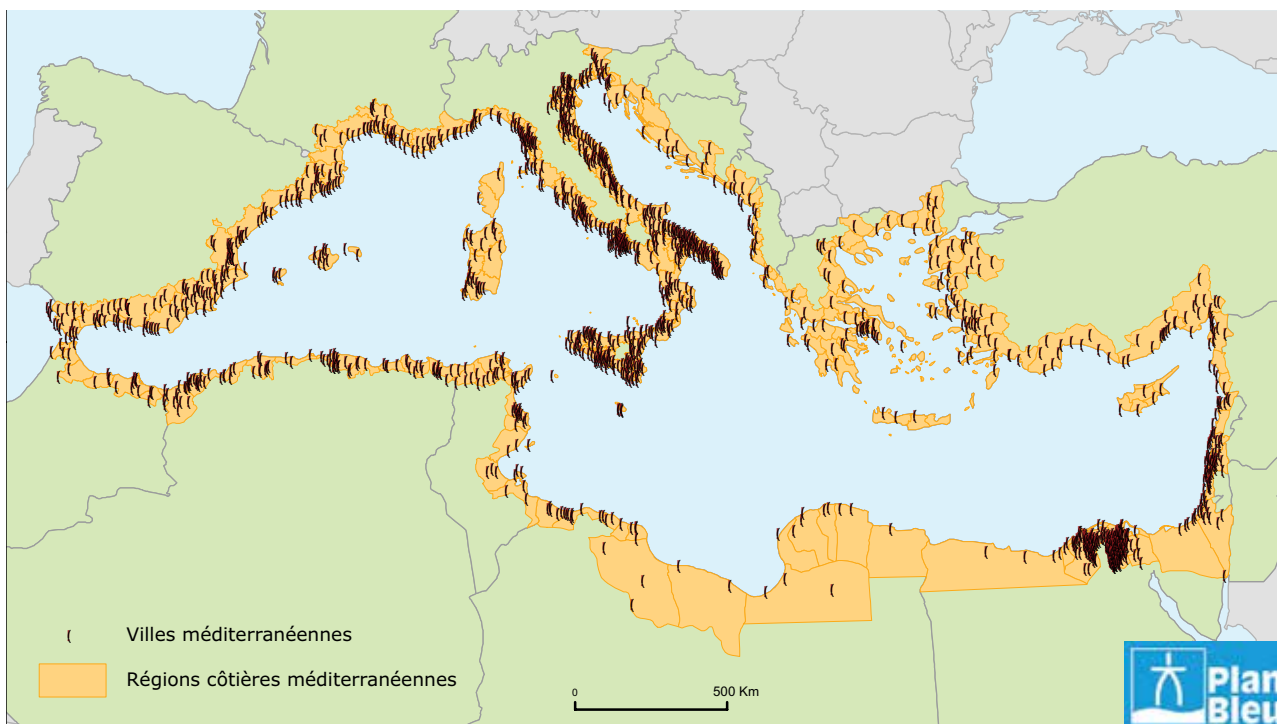 Villes méditerranéennes
Régions côtières méditerranéennes
0 500 Km
Plan
Bleu